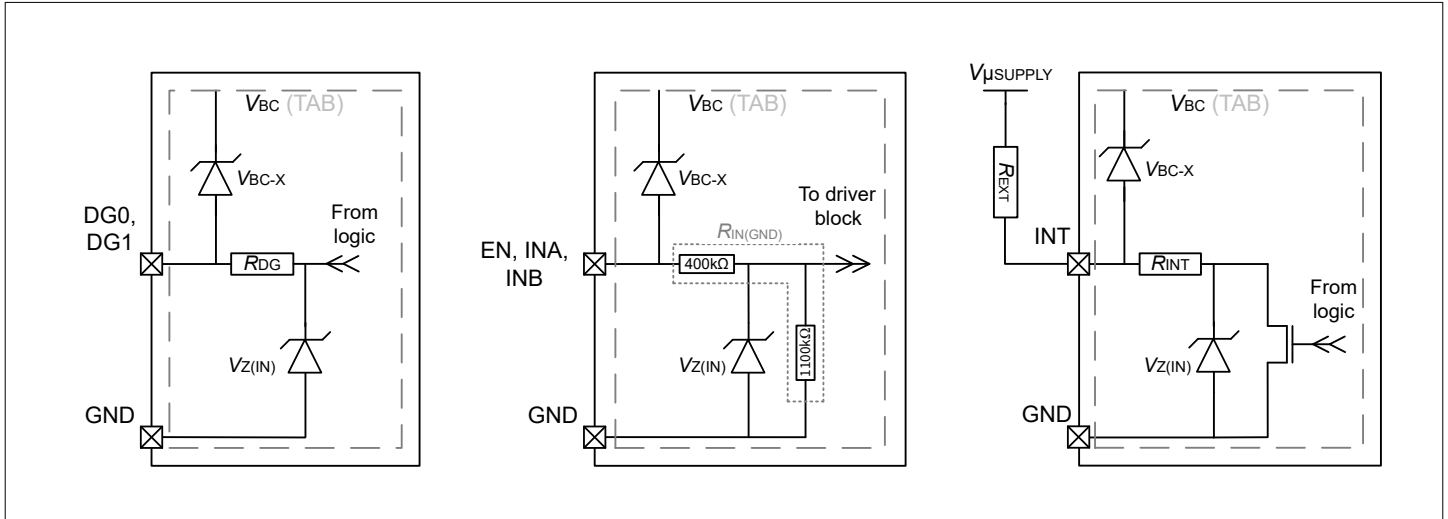 VBC (TAB)
VBC-X
DG0,
DG1
From
logic
RDG
VZ(IN)
GND
VBC (TAB)
VBC-X
To driver
block
RIN(GND)
EN, INA,
INB
400kΩ
1100kΩ
VZ(IN)
GND
VμSUPPLY
VBC (TAB)
REXT
VBC-X
INT
RINT
From
logic
VZ(IN)
GND